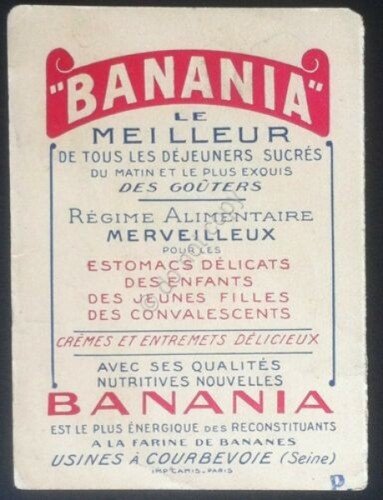 "BANANIA"
LE
MEILLEUR
DE TOUS LES DÉJEUNERS SUCRÉS
DU MATIN ET LE PLUS EXQUIS
DES GOÛTERS
RÉGIME ALIMENTAIRE
MERVEILLEUX
POUR LES
ESTOMACS DÉLICATS
DES ENFANTS
DES JEUNES FILLES
DES CONVALESCENTS
CRÈMES ET ENTREMETS DÉLICIEUX
AVEC SES QUALITÉS
NUTRITIVES NOUVELLES
BANANIA
EST LE PLUS ÉNERGIQUE DES RECONSTITUANTS
A LA FARINE DE BANANES
USINES À COURBEVOIE (Seine)
IMP. CAMIS._PARIS